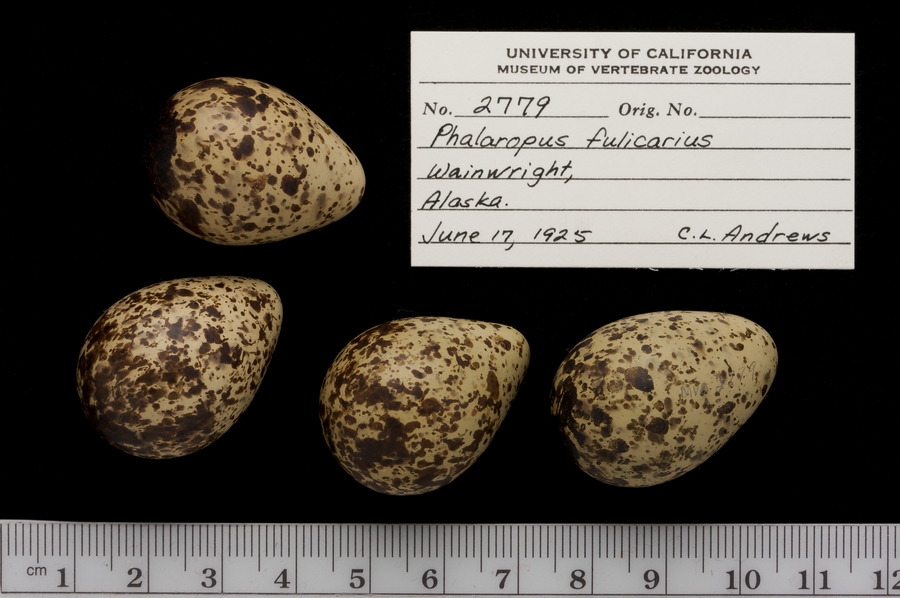 UNIVERSITY OF CALIFORNIA
MUSEUM OF VERTEBRATE ZOOLOGY
No. 2779 Orig. No.
Phalaropus fulicarius
Wainwright,
Alaska.
June 17, 1925 C.L. Andrews
cm 1 2 3 4 5 6 7 8 9 10 11 12